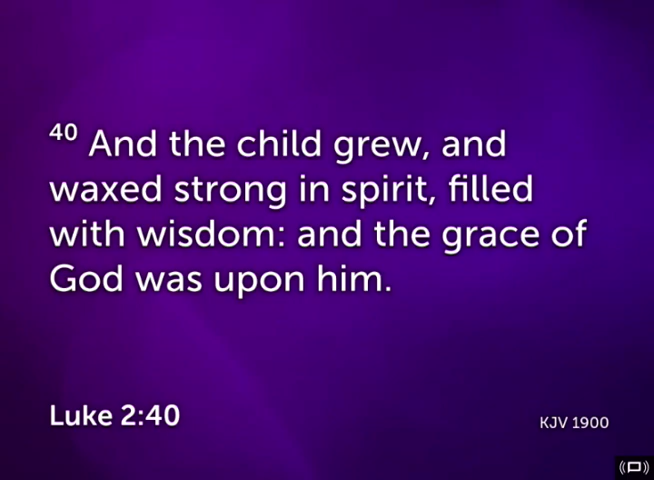 40 And the child grew, and
waxed strong in spirit, filled
with wisdom: and the grace of
God was upon him.
Luke 2:40
KJV 1900